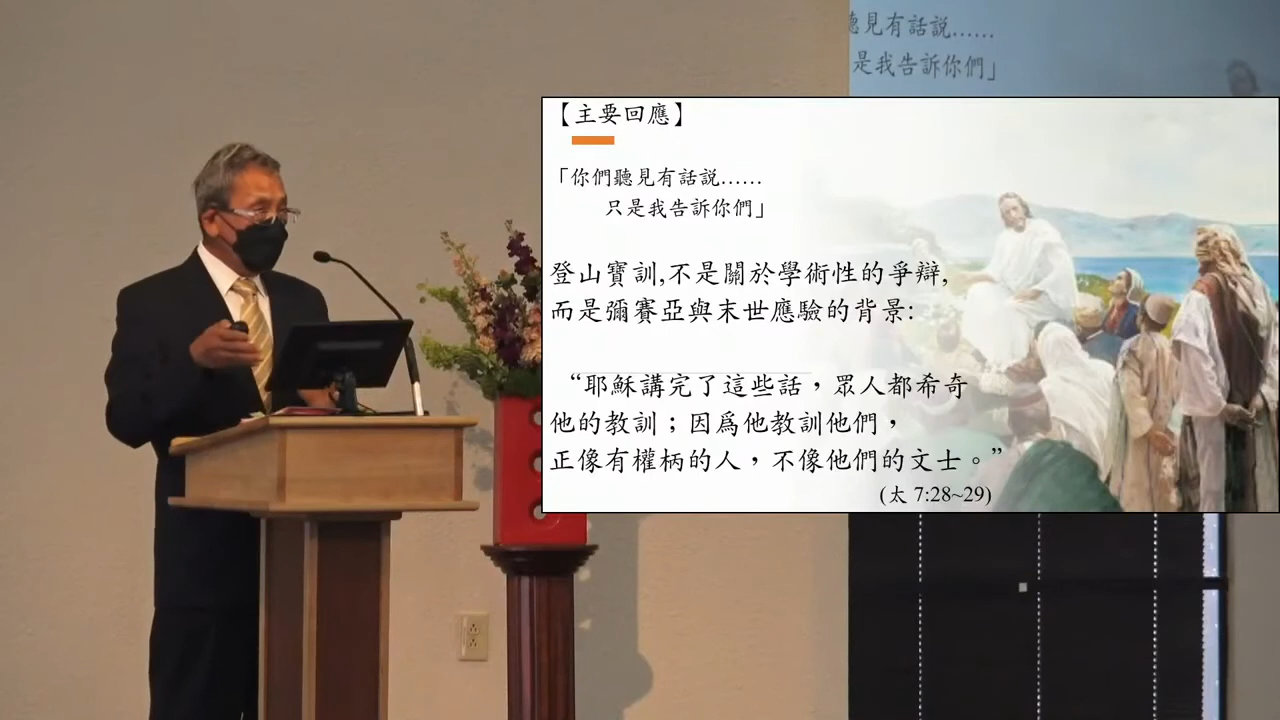 聽見有話說……
是我告訴你們」
【主要回應】
「你們聽見有話說……
只是我告訴你們」
登山寶訓,不是關於學術性的爭辯,
而是彌賽亞與末世應驗的背景:
“耶穌講完了這些話，眾人都希奇
他的教訓；因爲他教訓他們，
正像有權柄的人，不像他們的文士。”
(太 7:28~29)